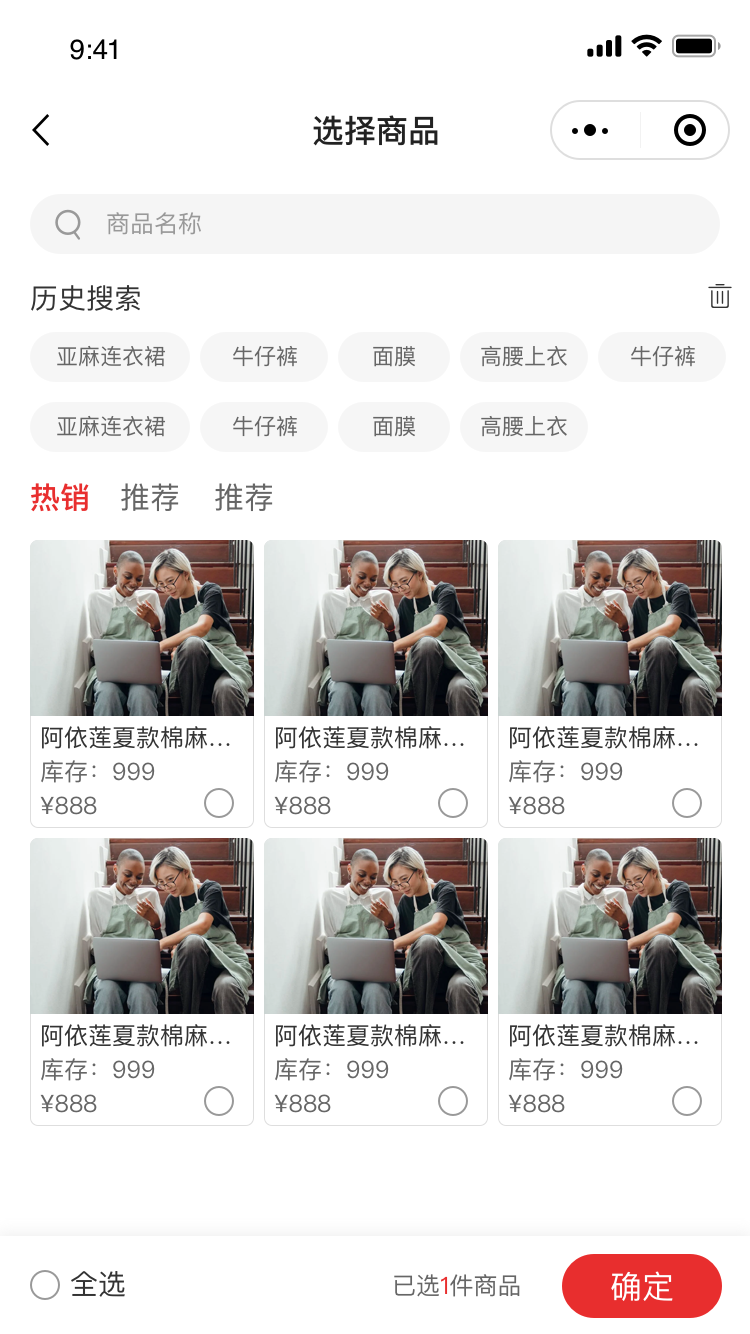 9:41
选择商品
商品名称
历史搜索
亚麻连衣裙 牛仔裤 面膜 高腰上衣 牛仔裤
亚麻连衣裙 牛仔裤 面膜 高腰上衣
热销 推荐 推荐
阿依莲夏款棉麻... 阿依莲夏款棉麻... 阿依莲夏款棉麻...
库存：999 库存：999 库存：999
¥888 ¥888 ¥888
阿依莲夏款棉麻... 阿依莲夏款棉麻... 阿依莲夏款棉麻...
库存：999 库存：999 库存：999
¥888 ¥888 ¥888
全选 已选1件商品 确定